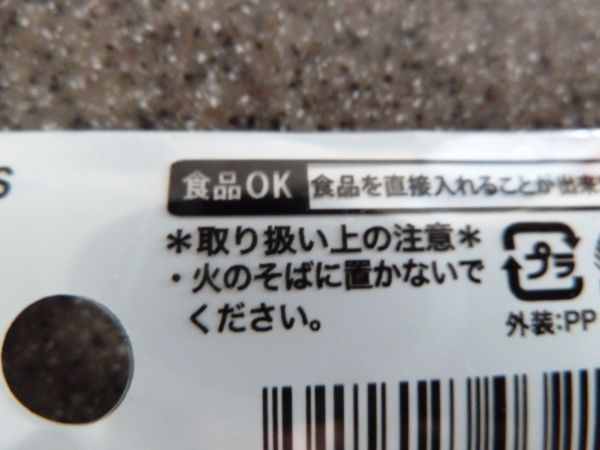 s
食品OK 食品を直接入れることが出来
*取り扱い上の注意*
・火のそばに置かないで
ください。
プラ
外装:PP